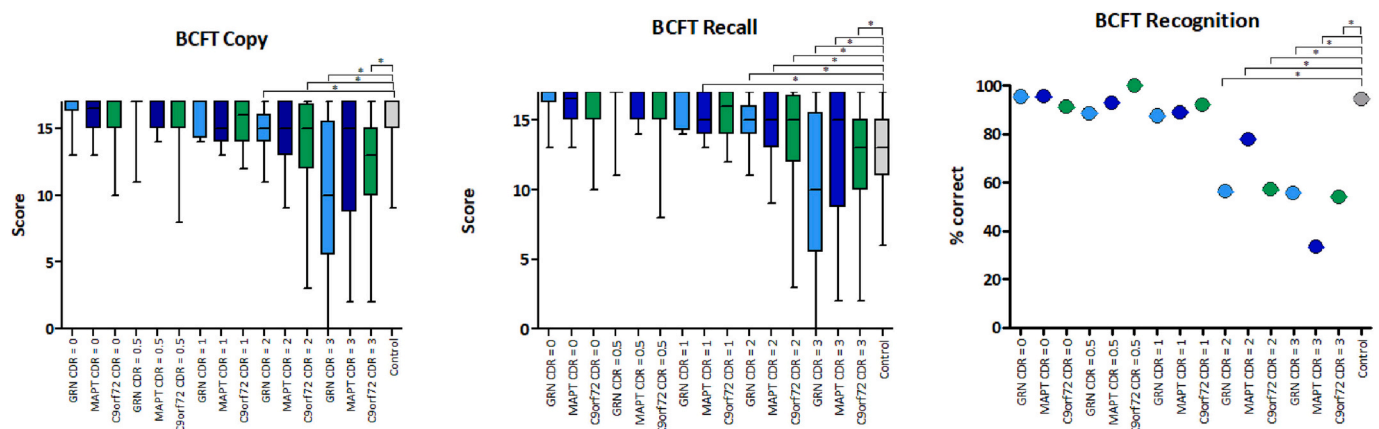 BCFT Copy
*
*
*
*
Score
15
10
5
0
GRN CDR = 0
MAPT CDR = 0
C9orf72 CDR = 0
GRN CDR = 0.5
MAPT CDR = 0.5
C9orf72 CDR = 0.5
GRN CDR = 1
MAPT CDR = 1
C9orf72 CDR = 1
GRN CDR = 2
MAPT CDR = 2
C9orf72 CDR = 2
GRN CDR = 3
MAPT CDR = 3
C9orf72 CDR = 3
Control
BCFT Recall
*
*
*
*
*
*
*
Score
15
10
5
0
GRN CDR = 0
MAPT CDR = 0
C9orf72 CDR = 0
GRN CDR = 0.5
MAPT CDR = 0.5
C9orf72 CDR = 0.5
GRN CDR = 1
MAPT CDR = 1
C9orf72 CDR = 1
GRN CDR = 2
MAPT CDR = 2
C9orf72 CDR = 2
GRN CDR = 3
MAPT CDR = 3
C9orf72 CDR = 3
Control
BCFT Recognition
*
*
*
*
*
*
% correct
100
80
60
40
20
0
GRN CDR = 0
MAPT CDR = 0
C9orf72 CDR = 0
GRN CDR = 0.5
MAPT CDR = 0.5
C9orf72 CDR = 0.5
GRN CDR = 1
MAPT CDR = 1
C9orf72 CDR = 1
GRN CDR = 2
MAPT CDR = 2
C9orf72 CDR = 2
GRN CDR = 3
MAPT CDR = 3
C9orf72 CDR = 3
Control